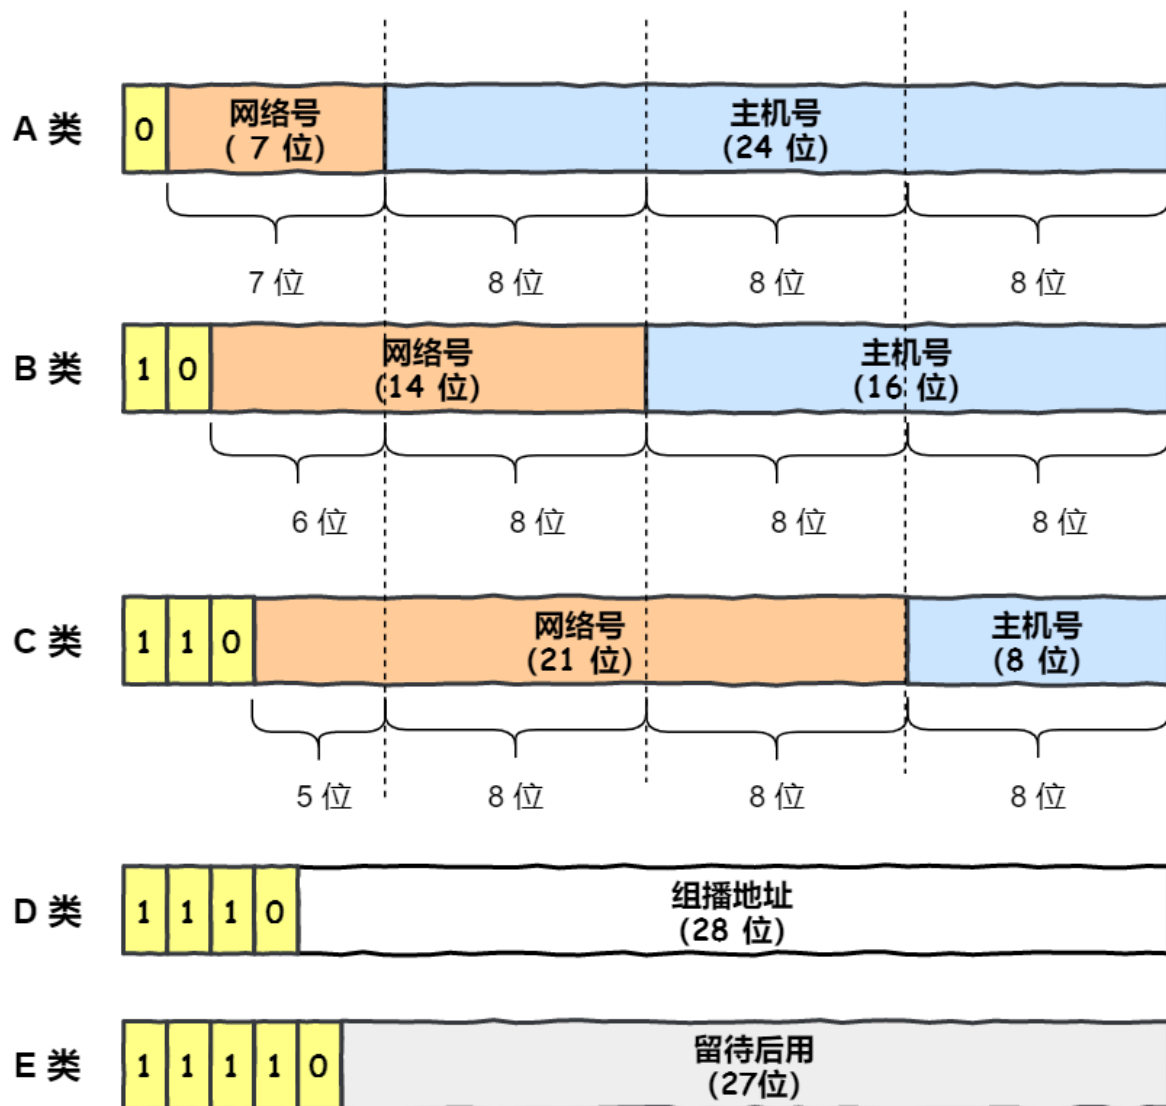 A 类
0
网络号
( 7 位)
主机号
(24 位)
7 位
8 位
8 位
8 位
B 类
1 0
网络号
(14 位)
主机号
(16 位)
6 位
8 位
8 位
8 位
C 类
1 1 0
网络号
(21 位)
主机号
(8 位)
5 位
8 位
8 位
8 位
D 类
1 1 1 0
组播地址
(28 位)
E 类
1 1 1 1 0
留待后用
(27位)